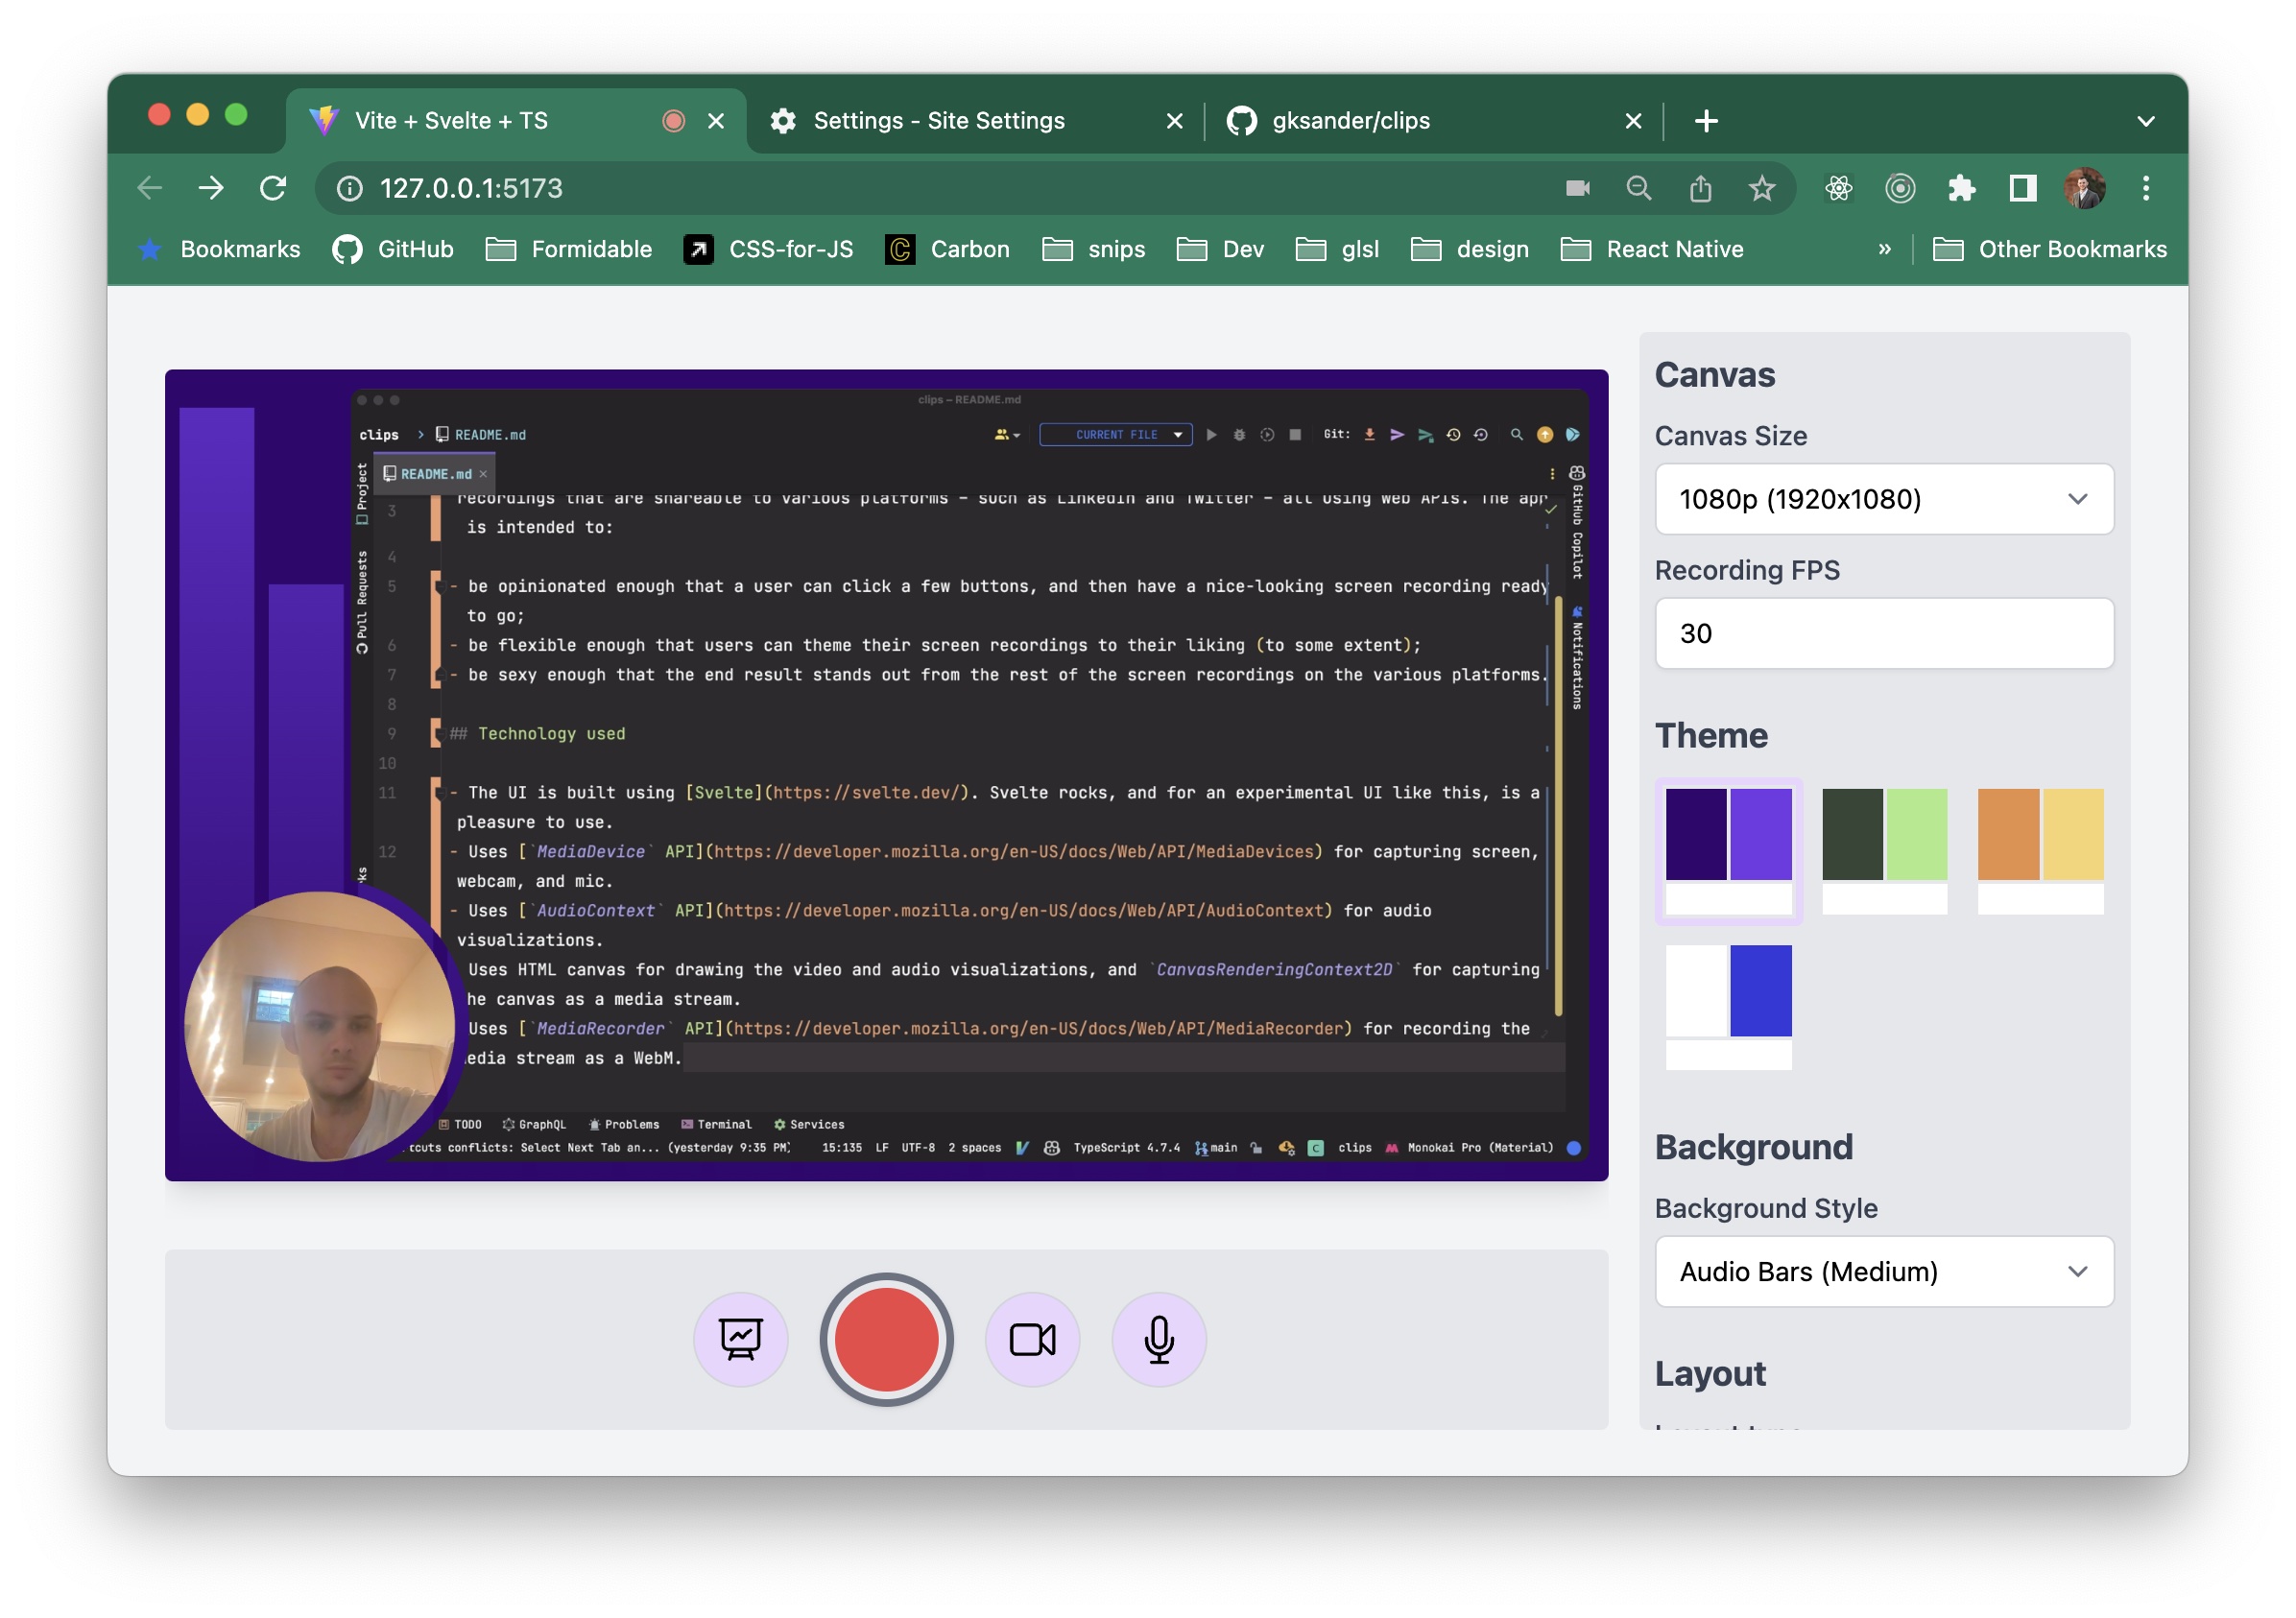 Vite + Svelte + TS
Settings - Site Settings
gksander/clips
127.0.0.1:5173
Bookmarks GitHub Formidable CSS-for-JS Carbon snips Dev glsl design React Native » Other Bookmarks
clips – README.md
clips > README.md CURRENT FILE Git:
Project
Pull Requests
README.md
GitHub Copilot
Notifications
3 recordings that are shareable to various platforms – such as LinkedIn and Twitter – all using Web APIs. The app
is intended to:
4
5 - be opinionated enough that a user can click a few buttons, and then have a nice-looking screen recording ready
to go;
6 - be flexible enough that users can theme their screen recordings to their liking (to some extent);
7 - be sexy enough that the end result stands out from the rest of the screen recordings on the various platforms.
8
9 ## Technology used
10
11 - The UI is built using [Svelte](https://svelte.dev/). Svelte rocks, and for an experimental UI like this, is a
pleasure to use.
12 - Uses [`MediaDevice` API](https://developer.mozilla.org/en-US/docs/Web/API/MediaDevices) for capturing screen,
webcam, and mic.
- Uses [`AudioContext` API](https://developer.mozilla.org/en-US/docs/Web/API/AudioContext) for audio
visualizations.
Uses HTML canvas for drawing the video and audio visualizations, and `CanvasRenderingContext2D` for capturing
he canvas as a media stream.
Uses [`MediaRecorder` API](https://developer.mozilla.org/en-US/docs/Web/API/MediaRecorder) for recording the
edia stream as a WebM.
TODO GraphQL Problems Terminal Services
tcuts conflicts: Select Next Tab an... (yesterday 9:35 PM) 15:135 LF UTF-8 2 spaces TypeScript 4.7.4 main clips Monokai Pro (Material)
Canvas
Canvas Size
1080p (1920x1080)
Recording FPS
30
Theme
Background
Background Style
Audio Bars (Medium)
Layout